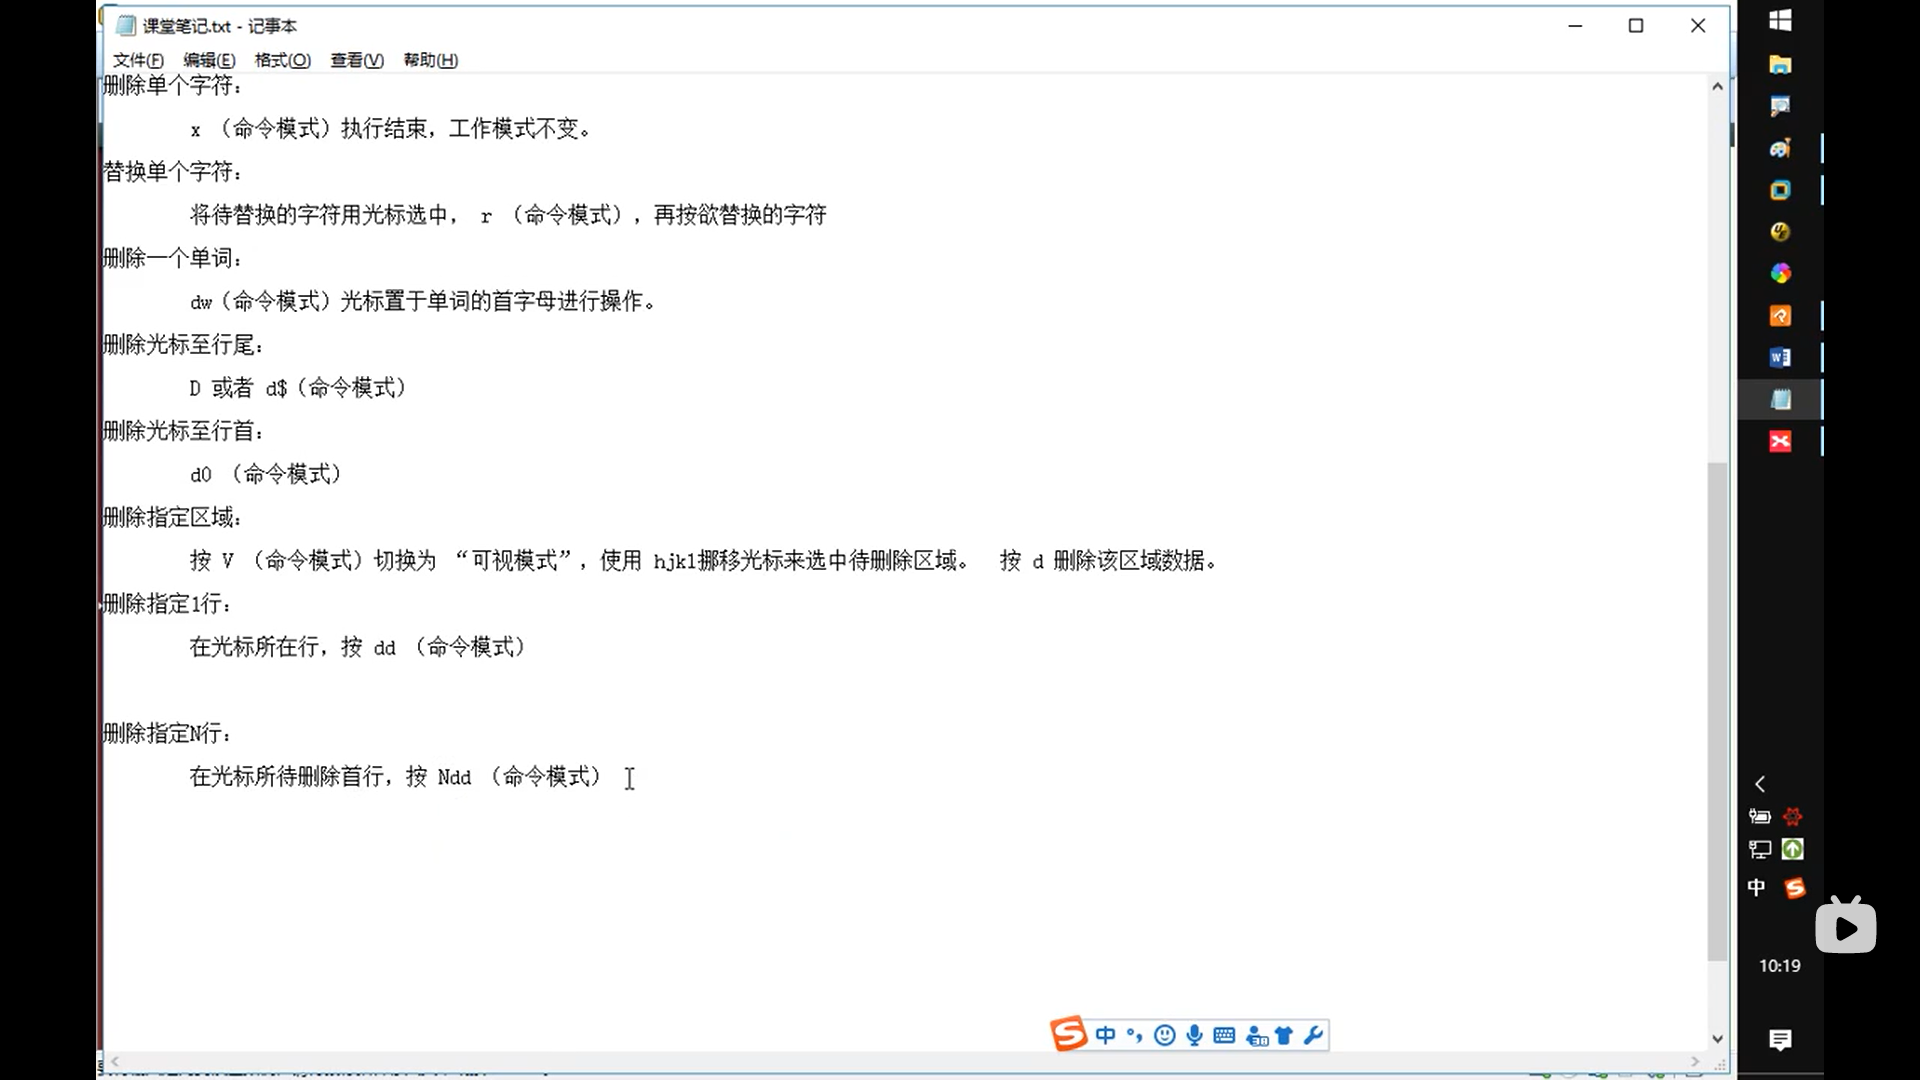 课堂笔记.txt - 记事本
文件(F) 编辑(E) 格式(O) 查看(V) 帮助(H)
删除单个字符：
x （命令模式）执行结束，工作模式不变。
替换单个字符：
将待替换的字符用光标选中， r （命令模式），再按欲替换的字符
删除一个单词：
dw（命令模式）光标置于单词的首字母进行操作。
删除光标至行尾：
D 或者 d$（命令模式）
删除光标至行首：
d0 （命令模式）
删除指定区域：
按 V （命令模式）切换为 “可视模式”，使用 hjkl挪移光标来选中待删除区域。 按 d 删除该区域数据。
删除指定1行：
在光标所在行，按 dd （命令模式）
删除指定N行：
在光标所待删除首行，按 Ndd （命令模式）
中
中
10:19